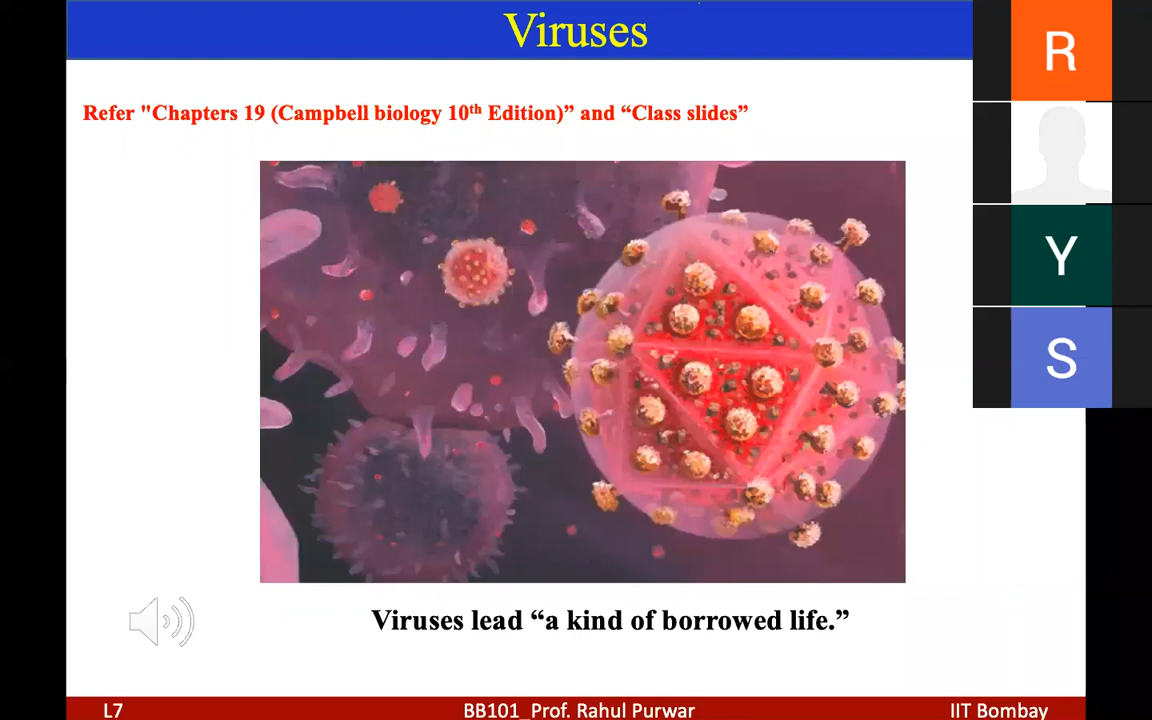 Viruses
Refer "Chapters 19 (Campbell biology 10th Edition)” and “Class slides”
Viruses lead “a kind of borrowed life.”
L7 BB101_Prof. Rahul Purwar IIT Bombay
R
Y
S